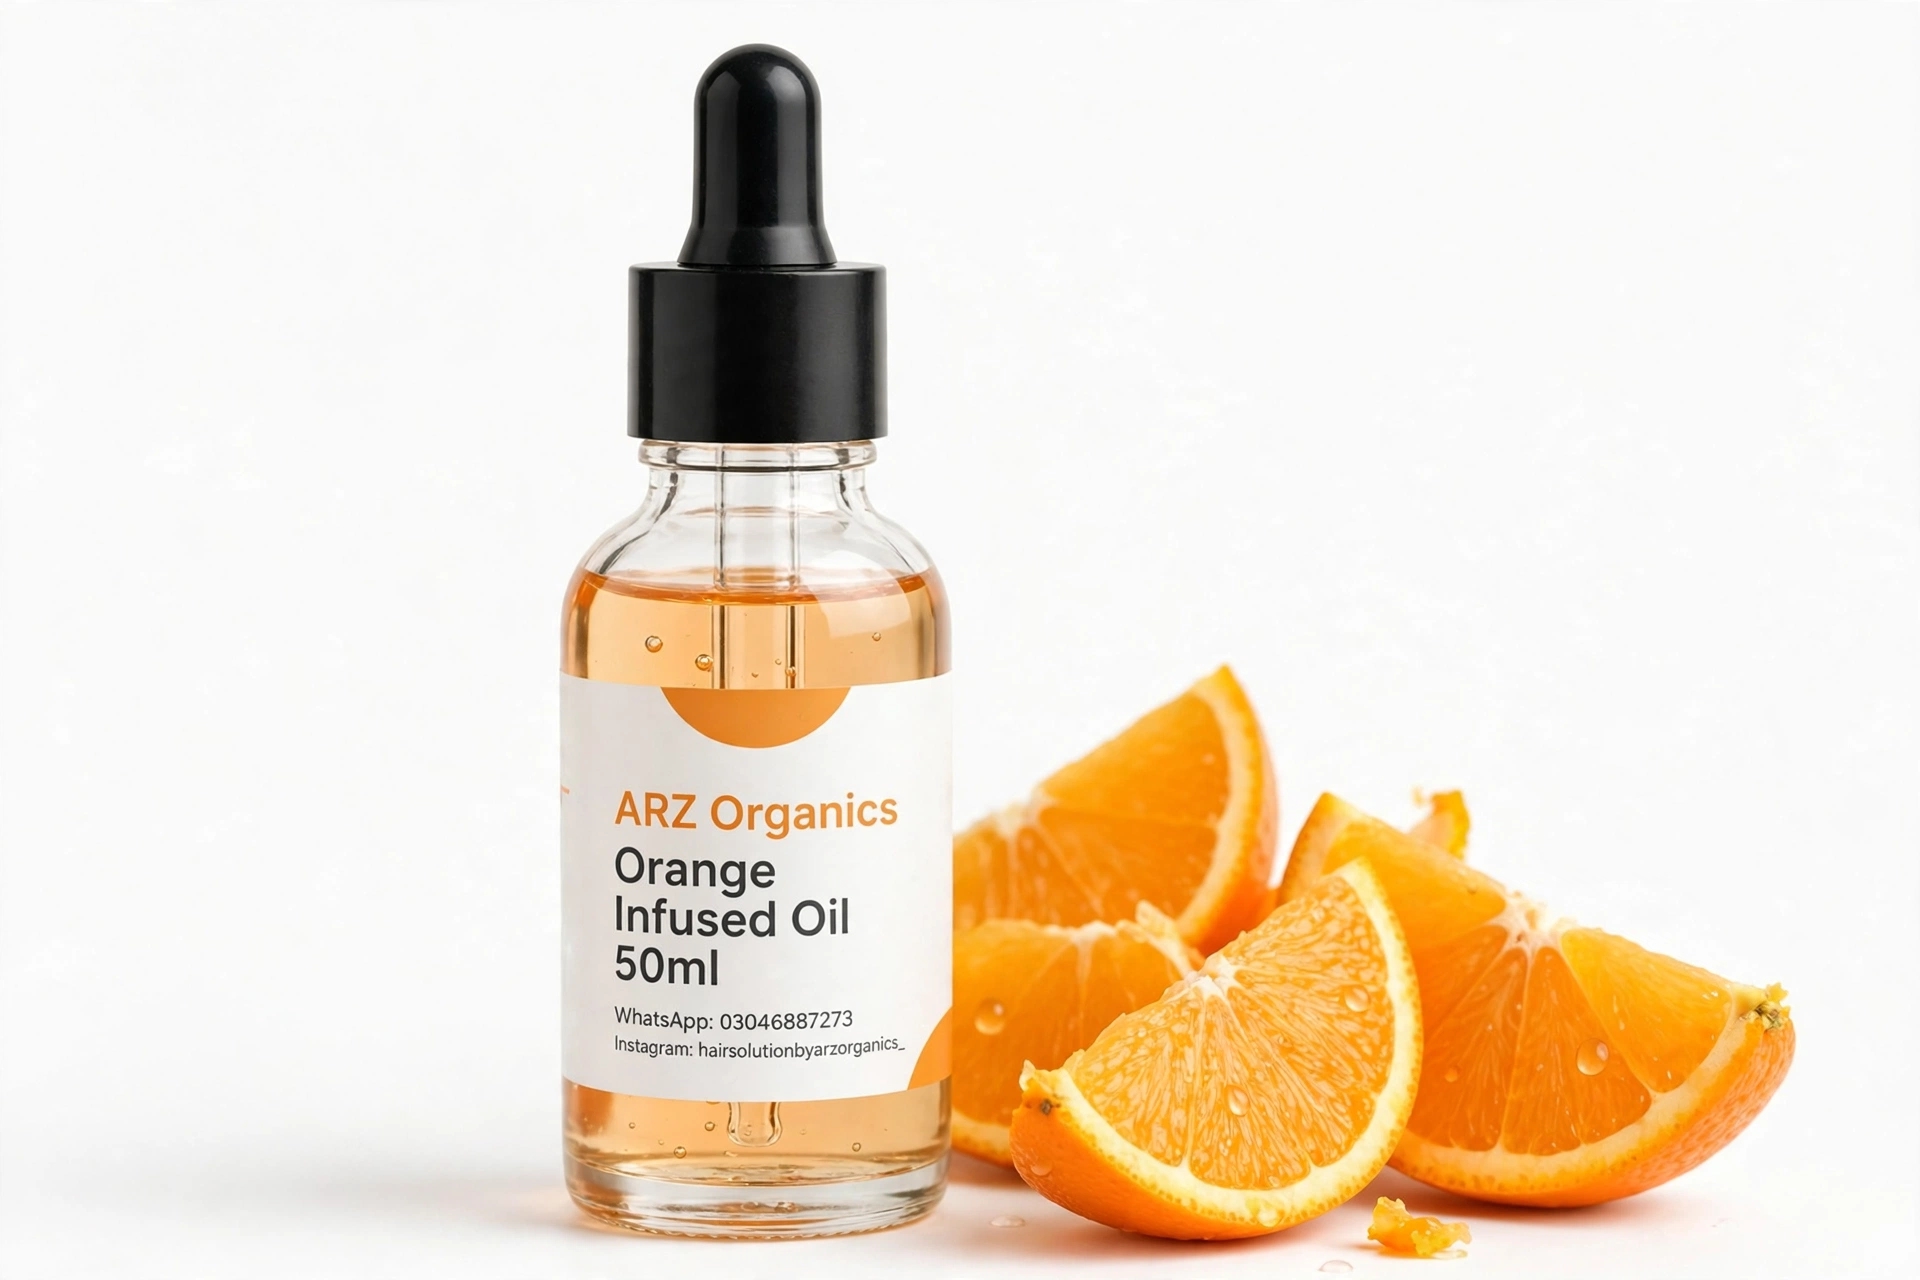 ARZ Organics
Orange
Infused Oil
50ml
WhatsApp: 03046887273
Instagram: hairsolutionbyarzorganics_